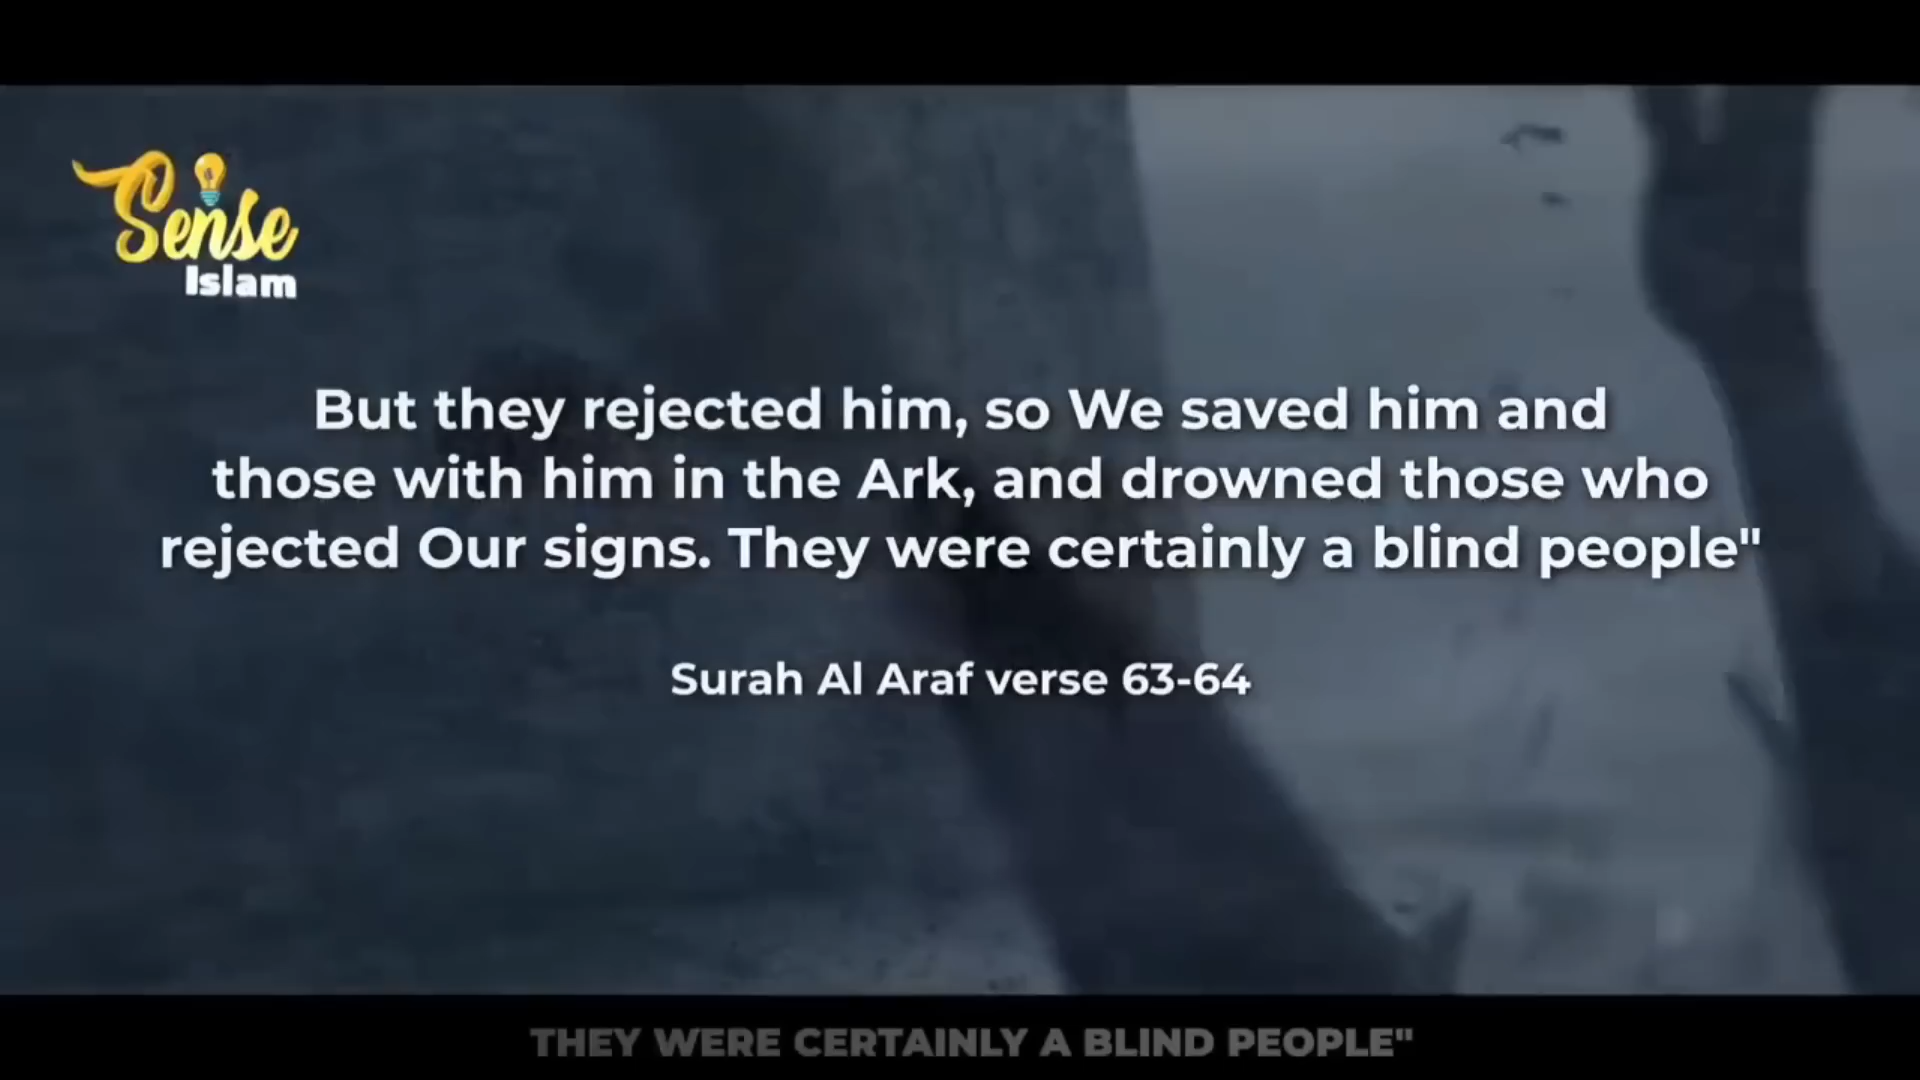 Sense
Islam
But they rejected him, so We saved him and
those with him in the Ark, and drowned those who
rejected Our signs. They were certainly a blind people"
Surah Al Araf verse 63-64
THEY WERE CERTAINLY A BLIND PEOPLE"